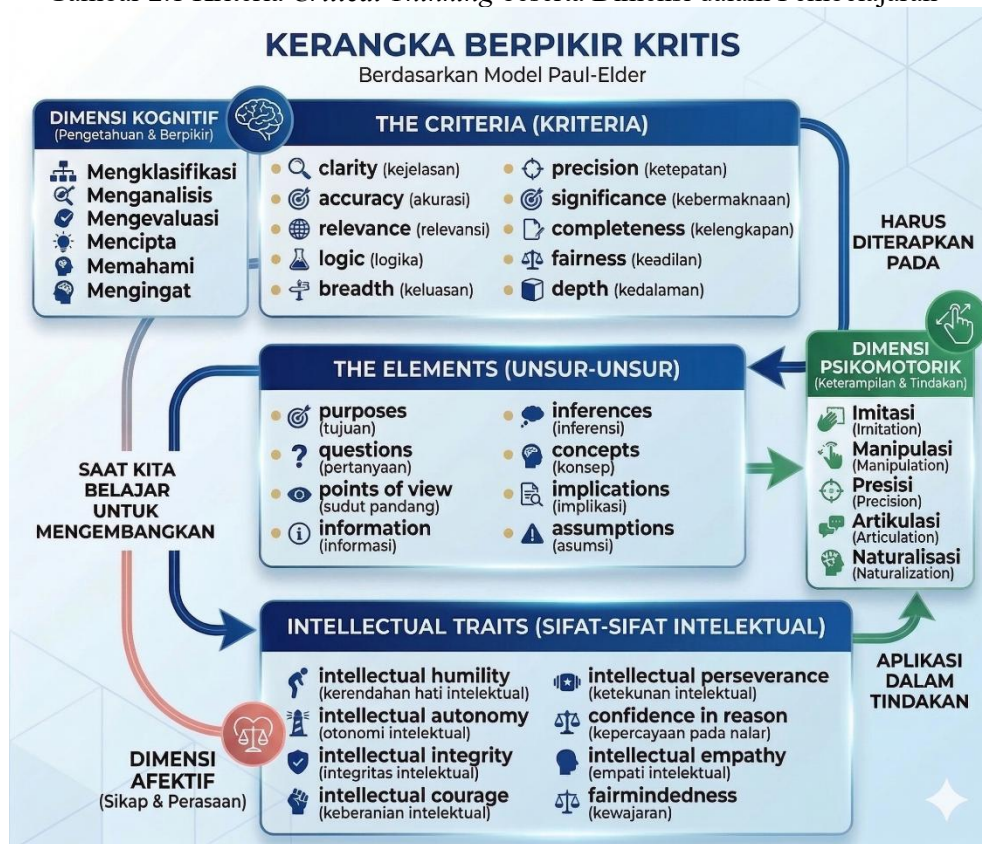 KERANGKA BERPIKIR KRITIS
Berdasarkan Model Paul-Elder
DIMENSI KOGNITIF
(Pengetahuan & Berpikir)
Mengklasifikasi
Menganalisis
Mengevaluasi
Mencipta
Memahami
Mengingat
THE CRITERIA (KRITERIA)
clarity (kejelasan)
accuracy (akurasi)
relevance (relevansi)
logic (logika)
breadth (keluasan)
precision (ketepatan)
significance (kebermaknaan)
completeness (kelengkapan)
fairness (keadilan)
depth (kedalaman)
HARUS
DITERAPKAN
PADA
THE ELEMENTS (UNSUR-UNSUR)
purposes
(tujuan)
questions
(pertanyaan)
points of view
(sudut pandang)
information
(informasi)
inferences
(inferensi)
concepts
(konsep)
implications
(implikasi)
assumptions
(asumsi)
DIMENSI
PSIKOMOTORIK
(Keterampilan & Tindakan)
Imitasi
(Irnitation)
Manipulasi
(Manipulation)
Presisi
(Precision)
Artikulasi
(Articulation)
Naturalisasi
(Naturalization)
SAAT KITA
BELAJAR
UNTUK
MENGEMBANGKAN
INTELLECTUAL TRAITS (SIFAT-SIFAT INTELEKTUAL)
intellectual humility
(kerendahan hati intelektual)
intellectual autonomy
(otonomi intelektual)
intellectual integrity
(integritas intelektual)
intellectual courage
(keberanian intelektual)
intellectual perseverance
(ketekunan intelektual)
confidence in reason
(kepercayaan pada nalar)
intellectual empathy
(empati intelektual)
fairmindedness
(kewajaran)
APLIKASI
DALAM
TINDAKAN
DIMENSI
AFEKTIF
(Sikap & Perasaan)